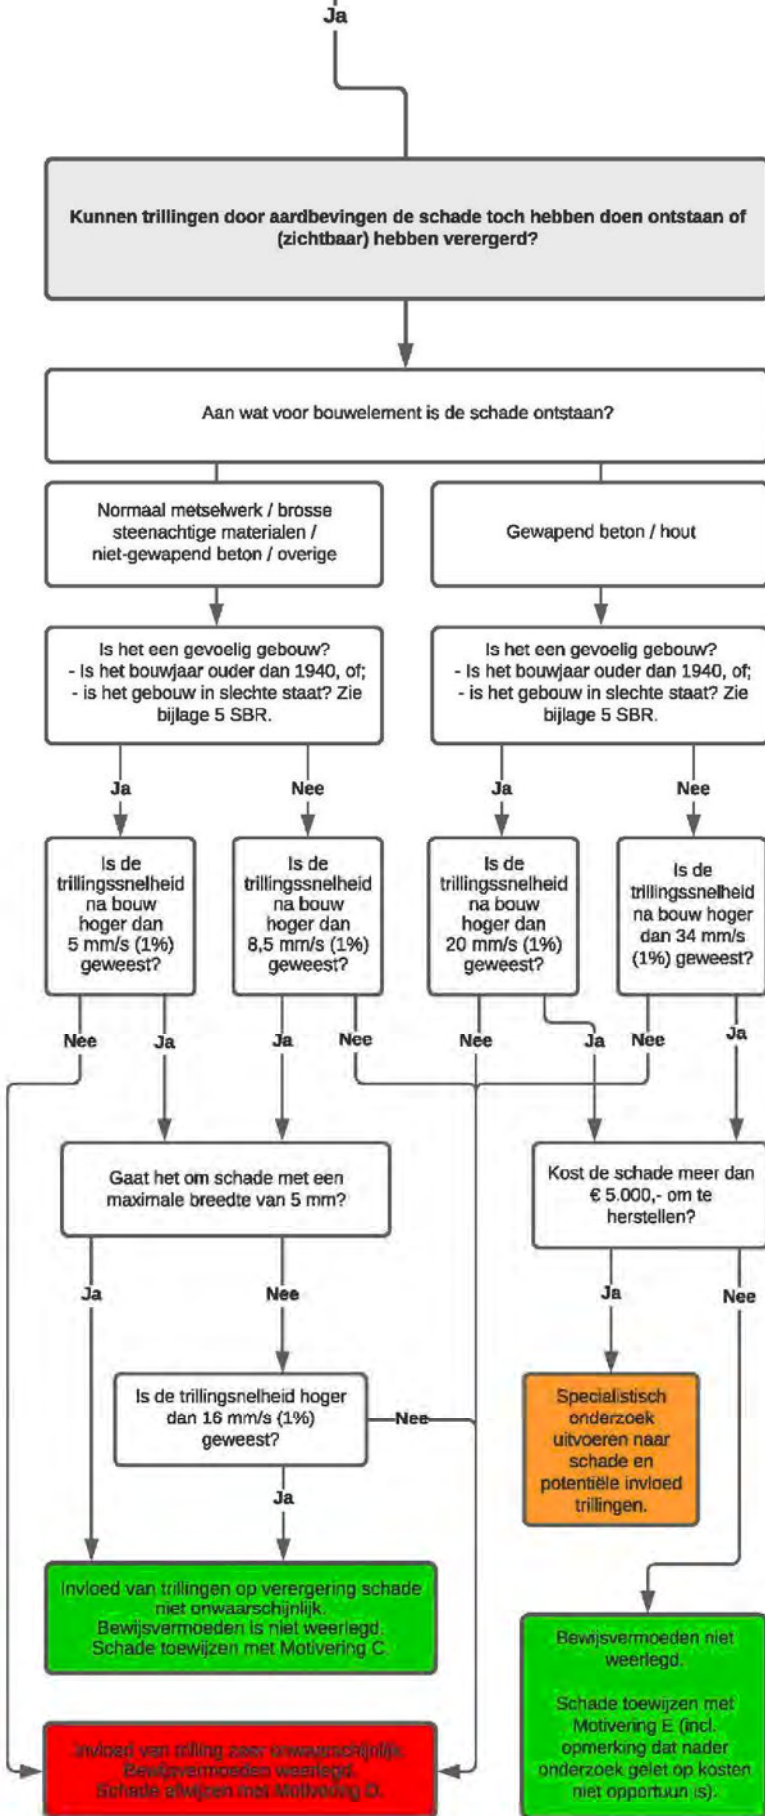 Ja
Kunnen trillingen door aardbevingen de schade toch hebben doen ontstaan of
(zichtbaar) hebben verergerd?
Aan wat voor bouwelement is de schade ontstaan?
Normaal metselwerk / brosse
steenachtige materialen /
niet-gewapend beton / overige
Gewapend beton / hout
Is het een gevoelig gebouw?
- Is het bouwjaar ouder dan 1940, of;
- is het gebouw in slechte staat? Zie
bijlage 5 SBR.
Is het een gevoelig gebouw?
- Is het bouwjaar ouder dan 1940, of;
- is het gebouw in slechte staat? Zie
bijlage 5 SBR.
Ja
Nee
Ja
Nee
Is de
trillingssnelheid
na bouw
hoger dan
5 mm/s (1%)
geweest?
Is de
trillingssnelheid
na bouw
hoger dan
8,5 mm/s (1%)
geweest?
Is de
trillingssnelheid
na bouw
hoger dan
20 mm/s (1%)
geweest?
Is de
trillingssnelheid
na bouw hoger
dan 34 mm/s
(1%) geweest?
Nee
Ja
Ja
Nee
Nee
Ja
Nee
Ja
Gaat het om schade met een
maximale breedte van 5 mm?
Kost de schade meer dan
€ 5.000,- om te
herstellen?
Ja
Nee
Ja
Nee
Is de trillingsnelheid hoger
dan 16 mm/s (1%)
geweest?
Nee
Ja
Specialistisch
onderzoek
uitvoeren naar
schade en
potentiële invloed
trillingen.
Invloed van trillingen op verergering schade
niet onwaarschijnlijk.
Bewijsvermoeden is niet weerlegd.
Schade toewijzen met Motivering C.
Bewijsvermoeden niet
weerlegd.
Schade toewijzen met
Motivering E (incl.
opmerking dat nader
onderzoek gelet op kosten
niet opportuun is).
Invloed van trilling zeer onwaarschijnlijk.
Bewijsvermoeden weerlegd.
Schade afwijzen met Motivering D.